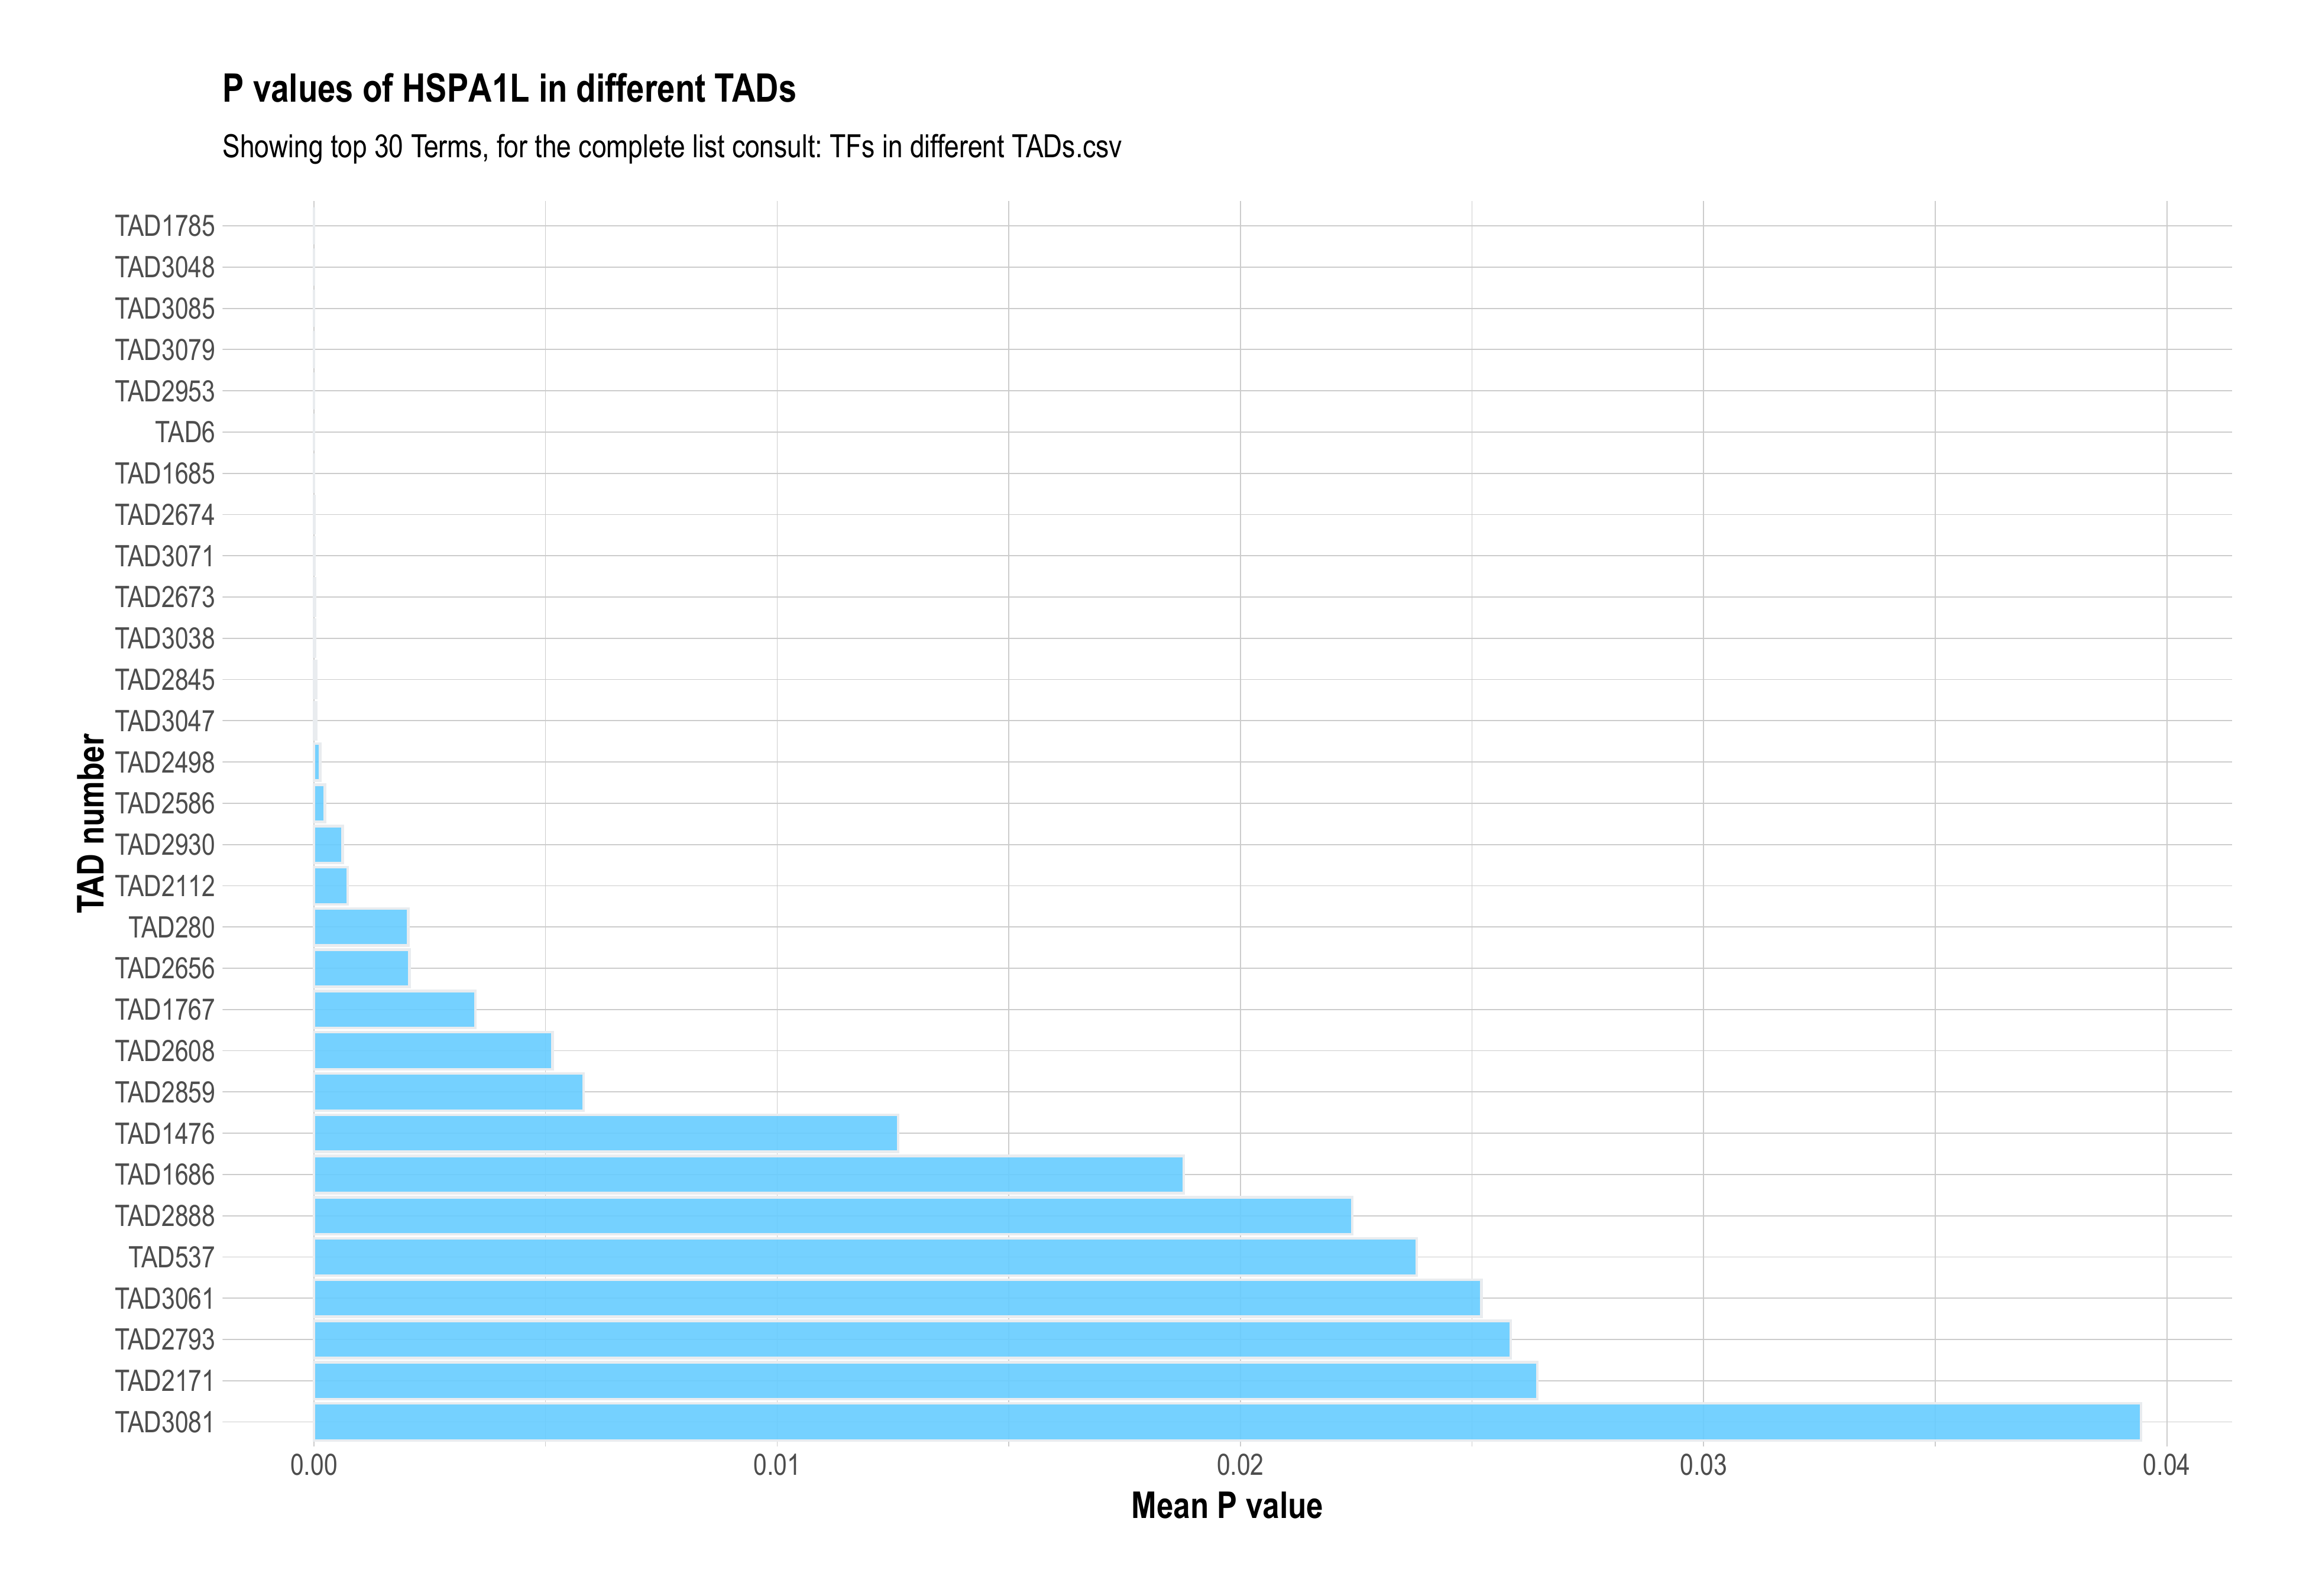 P values of HSPA1L in different TADs
Showing top 30 Terms, for the complete list consult: TFs in different TADs.csv
TAD number
TAD1785
TAD3048
TAD3085
TAD3079
TAD2953
TAD6
TAD1685
TAD2674
TAD3071
TAD2673
TAD3038
TAD2845
TAD3047
TAD2498
TAD2586
TAD2930
TAD2112
TAD280
TAD2656
TAD1767
TAD2608
TAD2859
TAD1476
TAD1686
TAD2888
TAD537
TAD3061
TAD2793
TAD2171
TAD3081
0.00 0.01 0.02 0.03 0.04
Mean P value